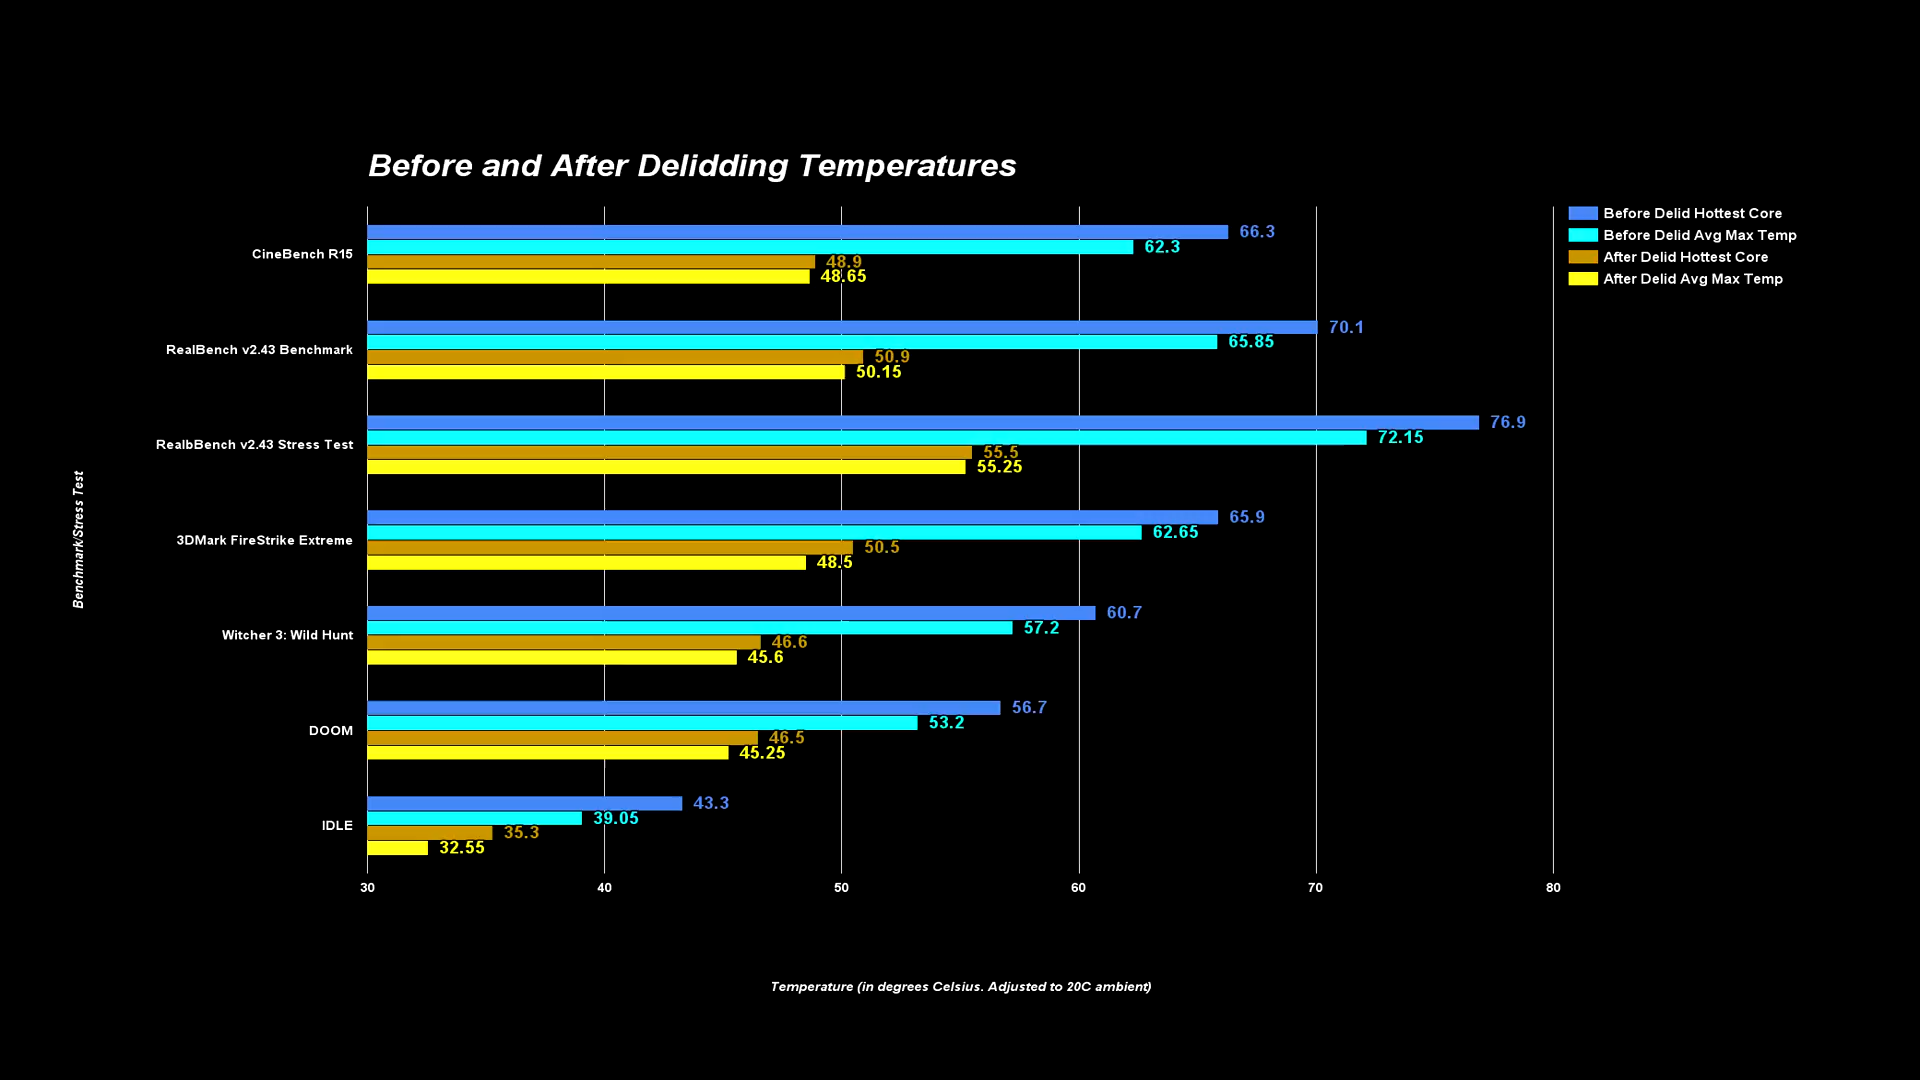 Before and After Delidding Temperatures
Before Delid Hottest Core
Before Delid Avg Max Temp
After Delid Hottest Core
After Delid Avg Max Temp
Benchmark/Stress Test
CineBench R15
66.3
62.3
48.9
48.65
RealBench v2.43 Benchmark
70.1
65.85
50.9
50.15
RealbBench v2.43 Stress Test
76.9
72.15
55.5
55.25
3DMark FireStrike Extreme
65.9
62.65
50.5
48.5
Witcher 3: Wild Hunt
60.7
57.2
46.6
45.6
DOOM
56.7
53.2
46.5
45.25
IDLE
43.3
39.05
35.3
32.55
30 40 50 60 70 80
Temperature (in degrees Celsius. Adjusted to 20C ambient)